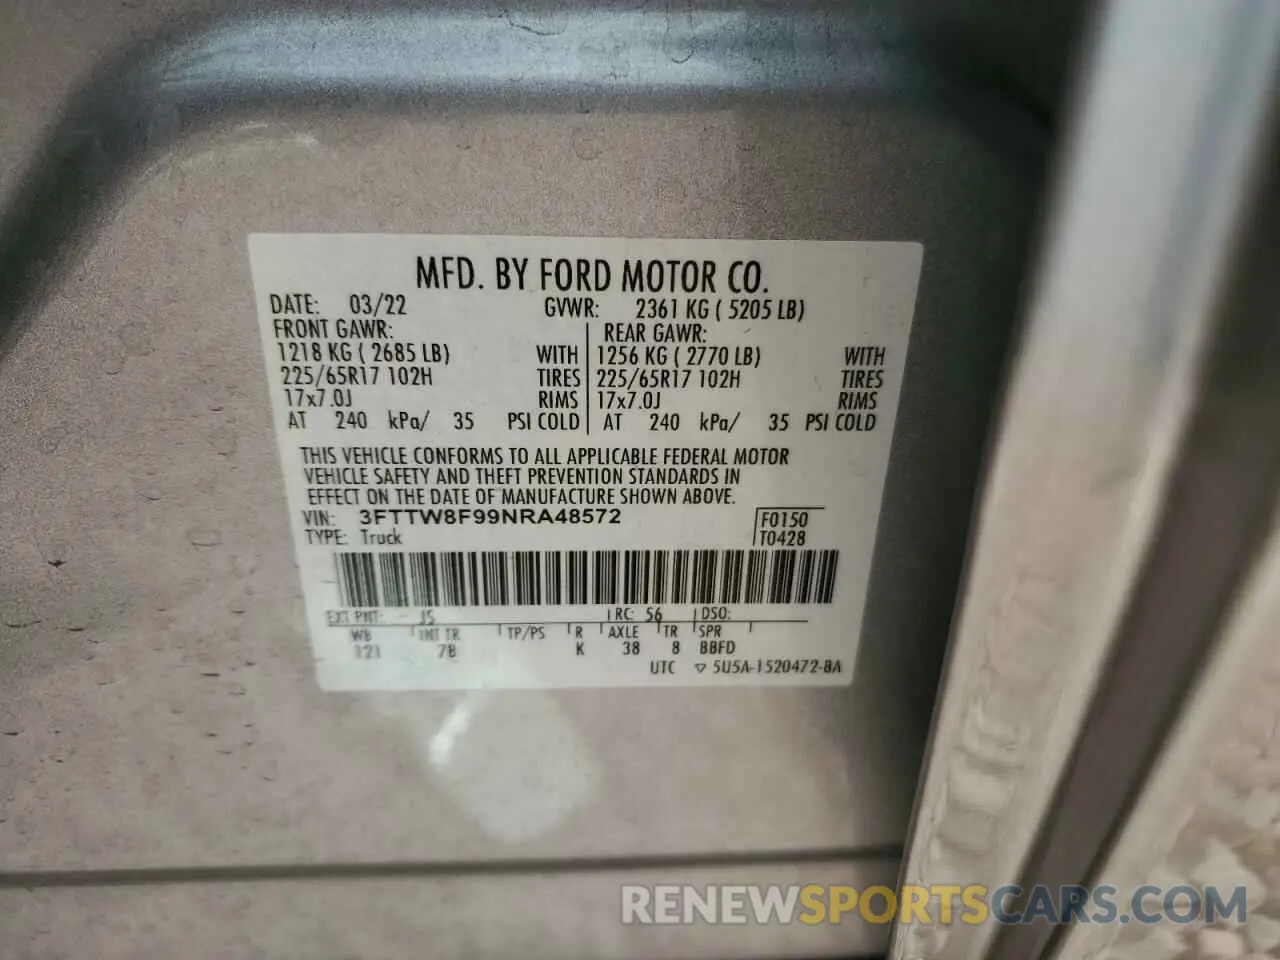 MFD. BY FORD MOTOR CO.
DATE: 03/22 GVWR: 2361 KG ( 5205 LB)
FRONT GAWR: REAR GAWR:
1218 KG ( 2685 LB) WITH 1256 KG ( 2770 LB) WITH
225/65R17 102H TIRES 225/65R17 102H TIRES
17x7.0J RIMS 17x7.0J RIMS
AT 240 kPa/ 35 PSI COLD AT 240 kPa/ 35 PSI COLD
THIS VEHICLE CONFORMS TO ALL APPLICABLE FEDERAL MOTOR
VEHICLE SAFETY AND THEFT PREVENTION STANDARDS IN
EFFECT ON THE DATE OF MANUFACTURE SHOWN ABOVE.
VIN: 3FTTW8F99NRA48572 F0150
TYPE: Truck T0428
EXT PNT: JS RC: 56 DSO:
WB INT TR TP/PS R AXLE TR SPR
121 7B K 38 8 BBFD
UTC ▽ 5U5A-1520472-BA
RENEWSPORTSCARS.COM